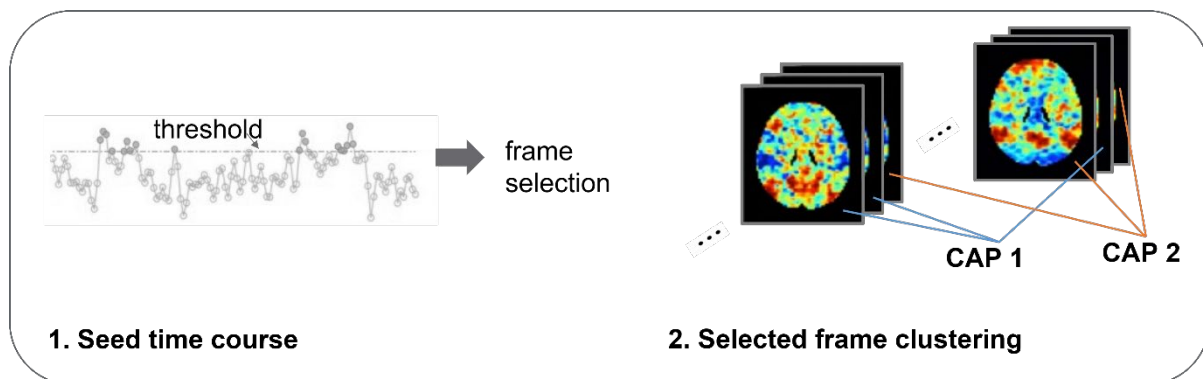 threshold
frame
selection
CAP 1
CAP 2
1. Seed time course
2. Selected frame clustering